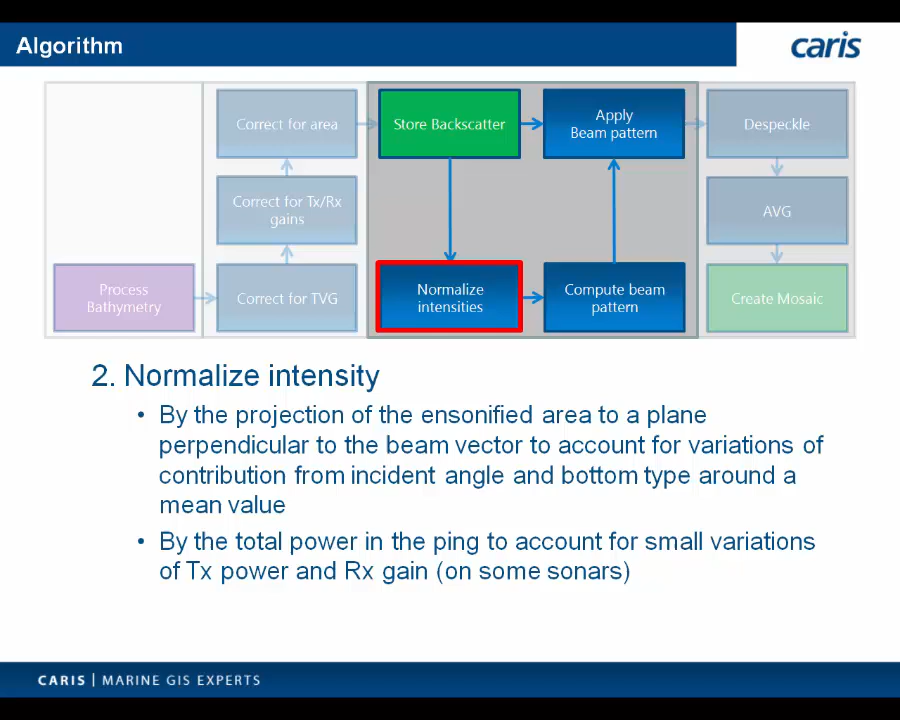 Algorithm
caris
Correct for area
Store Backscatter
Apply
Beam pattern
Despeckle
Correct for Tx/Rx
gains
AVG
Process
Bathymetry
Correct for TVG
Normalize
intensities
Compute beam
pattern
Create Mosaic
2. Normalize intensity
• By the projection of the ensonified area to a plane
perpendicular to the beam vector to account for variations of
contribution from incident angle and bottom type around a
mean value
• By the total power in the ping to account for small variations
of Tx power and Rx gain (on some sonars)
CARIS | MARINE GIS EXPERTS